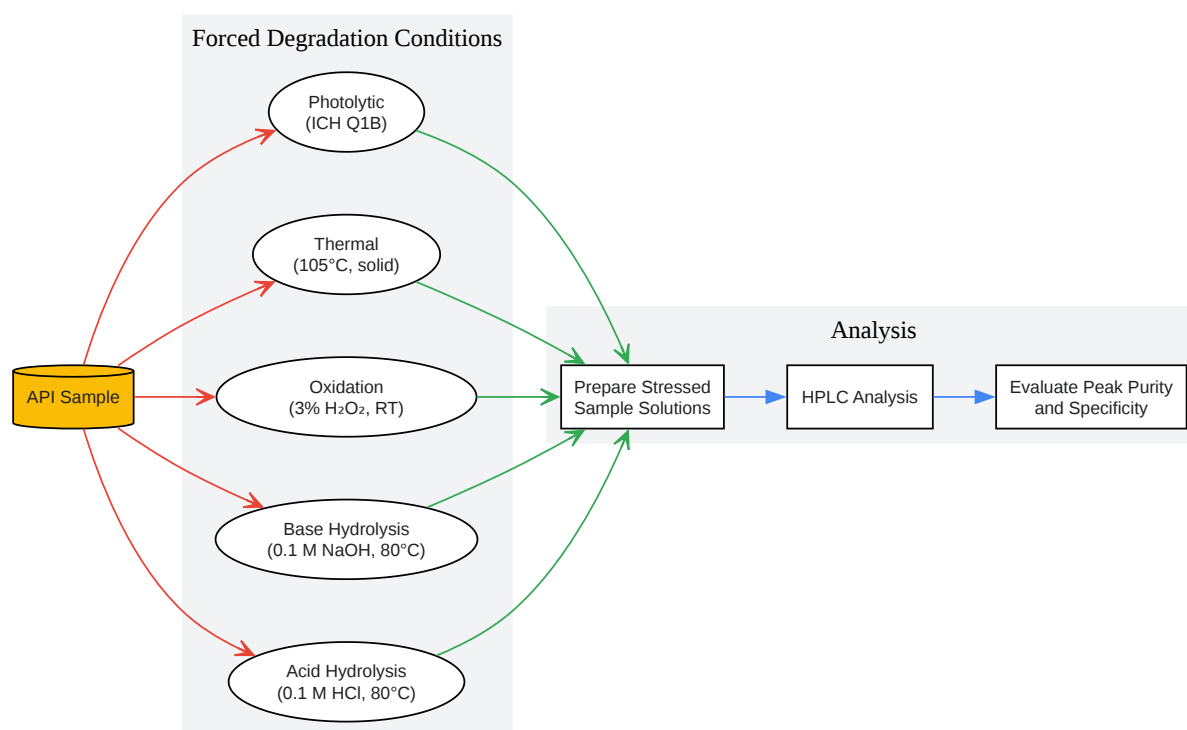 Forced Degradation Conditions
Photolytic
(ICH Q1B)
Thermal
(105°C, solid)
Analysis
API Sample
Oxidation
(3% H₂O₂, RT)
Prepare Stressed
Sample Solutions
HPLC Analysis
Evaluate Peak Purity
and Specificity
Base Hydrolysis
(0.1 M NaOH, 80°C)
Acid Hydrolysis
(0.1 M HCl, 80°C)